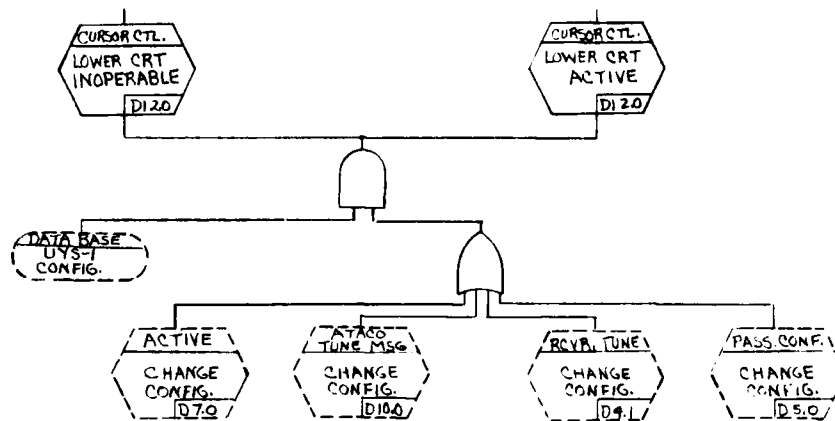 CURSOR CTL.
LOWER CRT
INOPERABLE
D12.0
CURSOR CTL.
LOWER CRT
ACTIVE
D12.0
DATA BASE
UYS-1
CONFIG.
ACTIVE
CHANGE
CONFIG.
D7.0
ATACO
TUNE MSG
CHANGE
CONFIG.
D10.0
RCVR. TUNE
CHANGE
CONFIG.
D4.1
PASS. CONF.
CHANGE
CONFIG.
D5.0